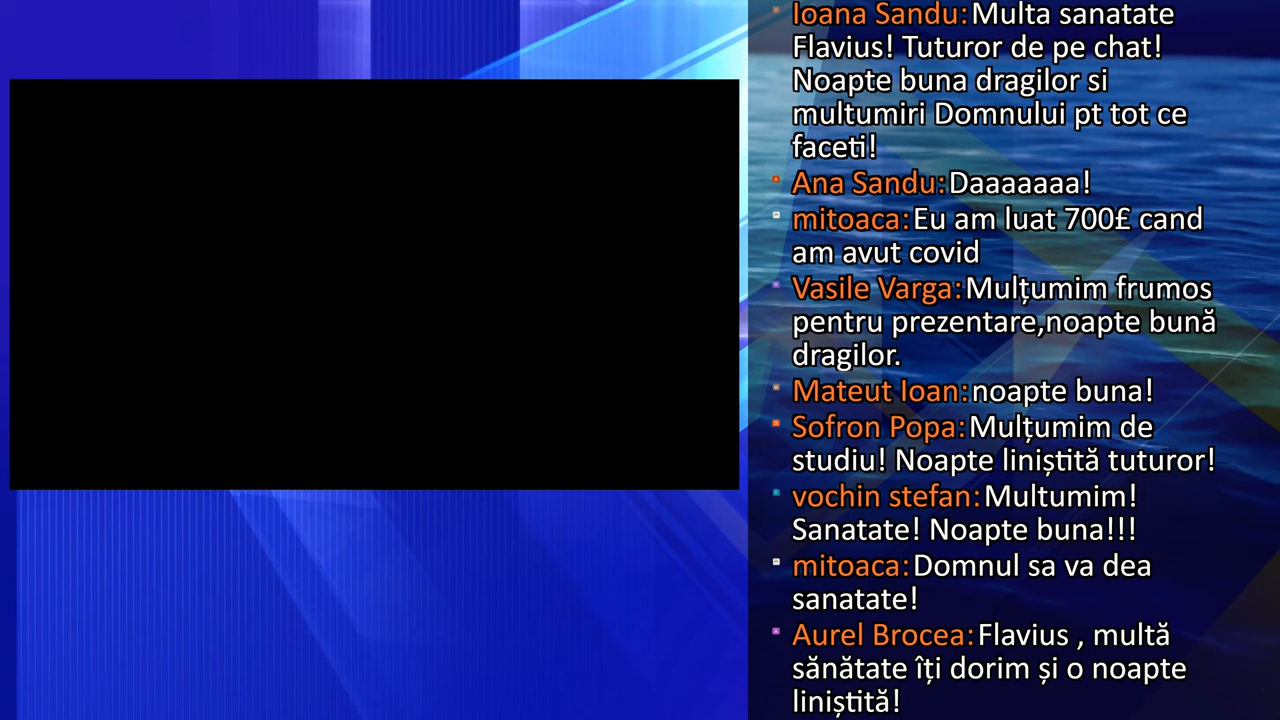 Ioana Sandu: Multa sanatate
Flavius! Tuturor de pe chat!
Noapte buna dragilor si
multumiri Domnului pt tot ce
faceti!
Ana Sandu: Daaaaaaa!
mitoaca: Eu am luat 700£ cand
am avut covid
Vasile Varga: Mulțumim frumos
pentru prezentare,noapte bună
dragilor.
Mateut Ioan: noapte buna!
Sofron Popa: Mulțumim de
studiu! Noapte liniștită tuturor!
vochin stefan: Multumim!
Sanatate! Noapte buna!!!
mitoaca: Domnul sa va dea
sanatate!
Aurel Brocea: Flavius , multă
sănătate îți dorim și o noapte
liniștită!